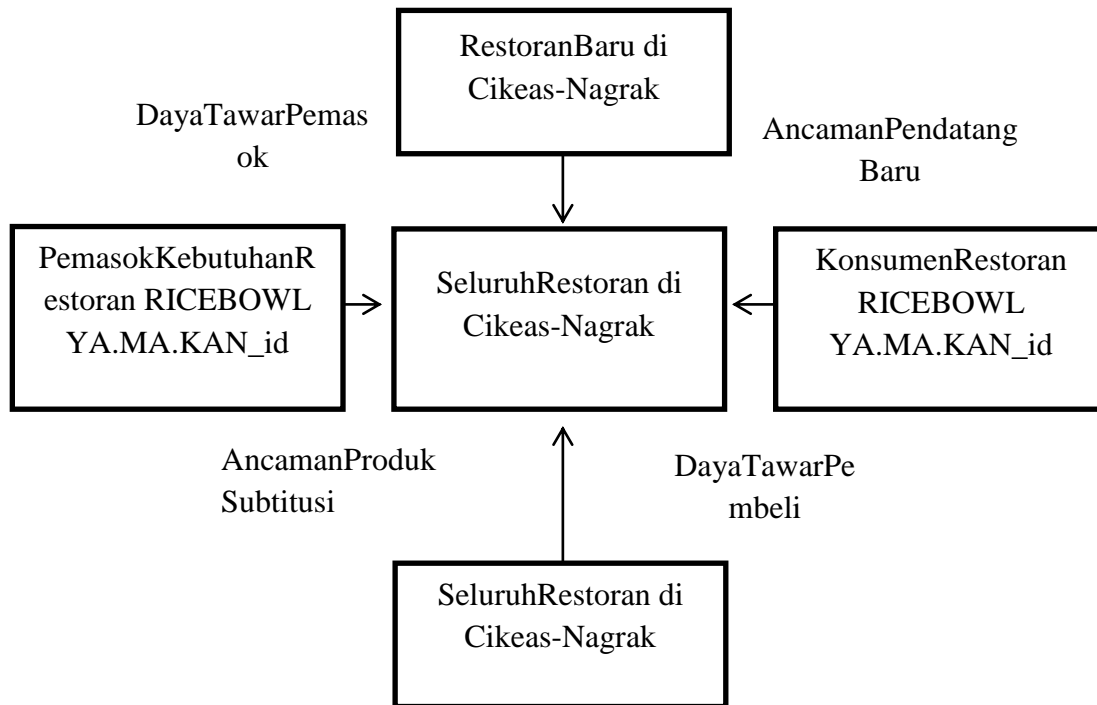 RestoranBaru di
Cikeas-Nagrak
DayaTawarPemas
ok
AncamanPendatang
Baru
PemasokKebutuhanR
estoran RICEBOWL
YA.MA.KAN_id
SeluruhRestoran di
Cikeas-Nagrak
KonsumenRestoran
RICEBOWL
YA.MA.KAN_id
AncamanProduk
Subtitusi
DayaTawarPe
mbeli
SeluruhRestoran di
Cikeas-Nagrak